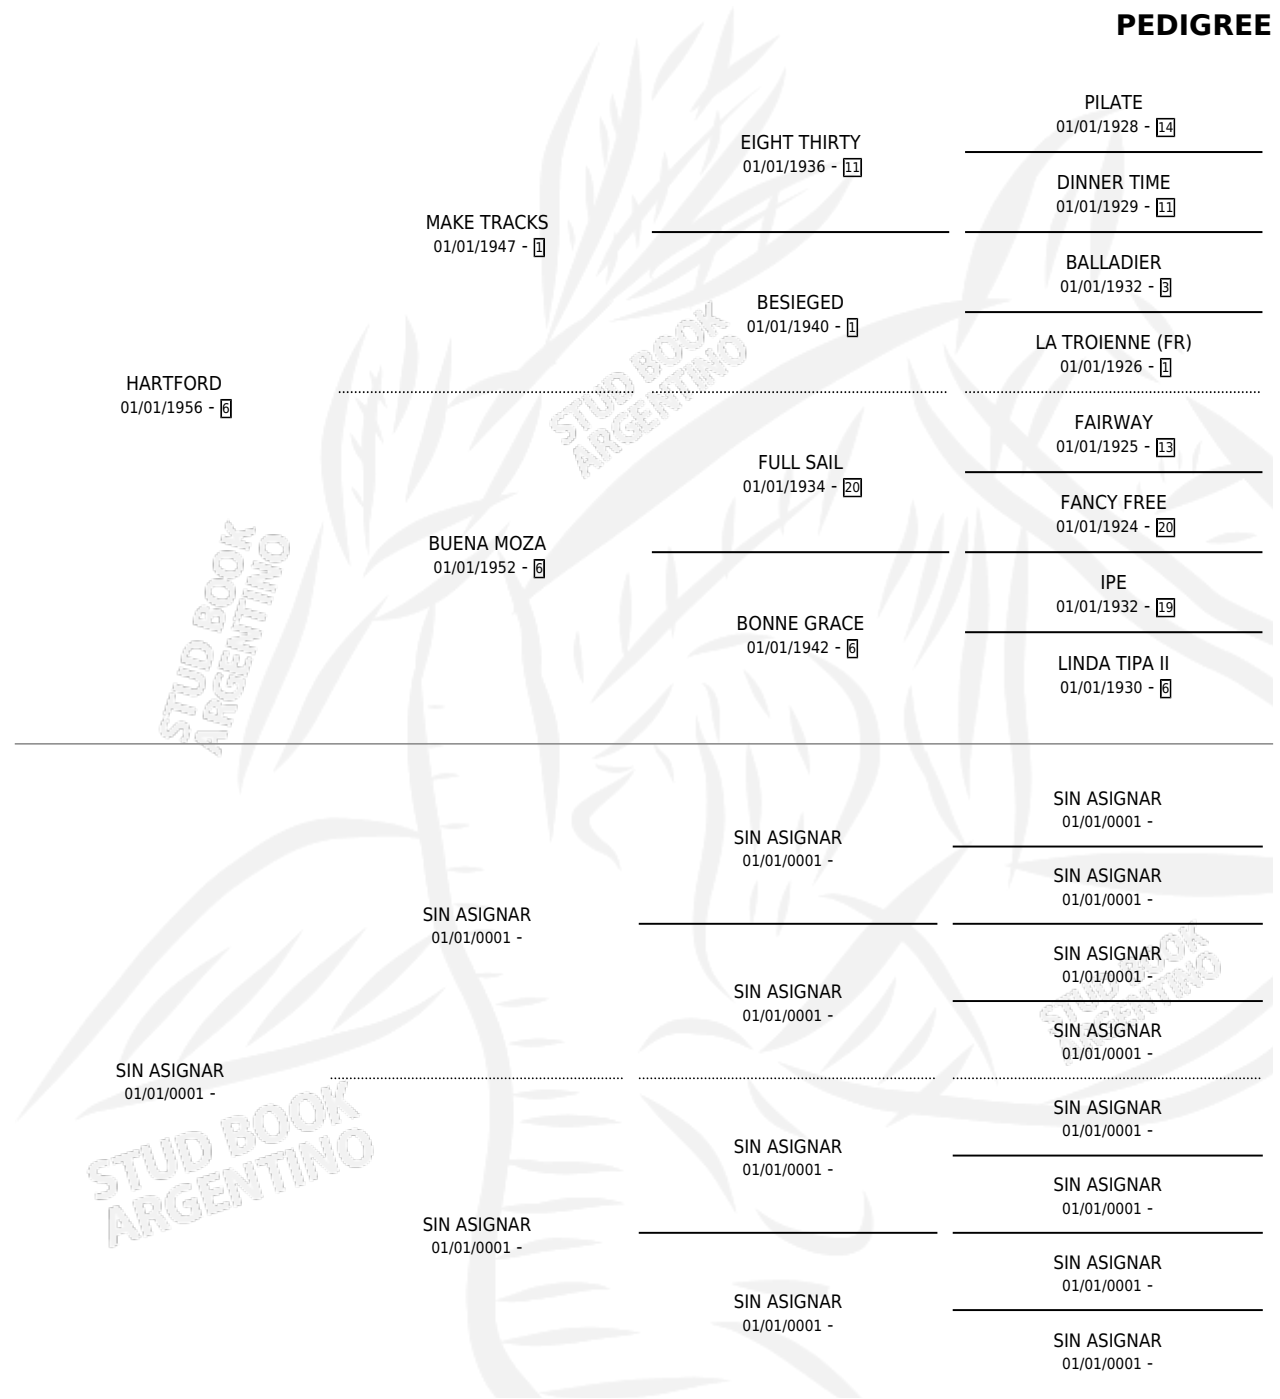 PEDIGREE
PILATE
01/01/1928 - 14
EIGHT THIRTY
01/01/1936 - 11
DINNER TIME
01/01/1929 - 11
MAKE TRACKS
01/01/1947 - 1
BALLADIER
01/01/1932 - 3
BESIEGED
01/01/1940 - 1
LA TROIENNE (FR)
01/01/1926 - 1
HARTFORD
01/01/1956 - 6
FAIRWAY
01/01/1925 - 13
FULL SAIL
01/01/1934 - 20
FANCY FREE
01/01/1924 - 20
BUENA MOZA
01/01/1952 - 6
IPE
01/01/1932 - 19
BONNE GRACE
01/01/1942 - 6
LINDA TIPA II
01/01/1930 - 6
STUD BOOK
ARGENTINO
STUD BOOK
ARGENTINO
SIN ASIGNAR
01/01/0001 -
SIN ASIGNAR
01/01/0001 -
SIN ASIGNAR
01/01/0001 -
SIN ASIGNAR
01/01/0001 -
SIN ASIGNAR
01/01/0001 -
SIN ASIGNAR
01/01/0001 -
SIN ASIGNAR
01/01/0001 -
SIN ASIGNAR
01/01/0001 -
SIN ASIGNAR
01/01/0001 -
SIN ASIGNAR
01/01/0001 -
SIN ASIGNAR
01/01/0001 -
SIN ASIGNAR
01/01/0001 -
SIN ASIGNAR
01/01/0001 -
SIN ASIGNAR
01/01/0001 -
SIN ASIGNAR
01/01/0001 -
STUD BOOK
ARGENTINO
STUD BOOK
ARGENTINO